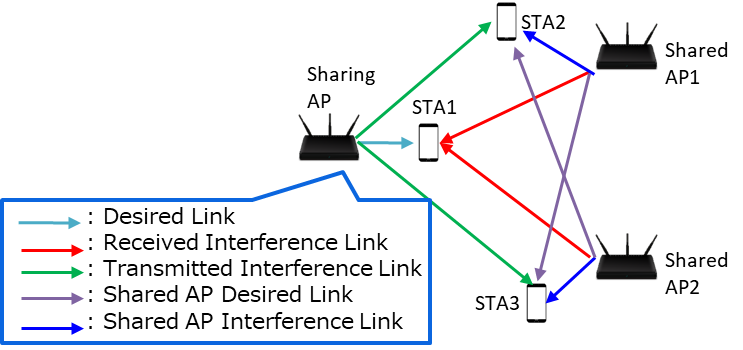 STA2
Shared
AP1
Sharing
AP
STA1
: Desired Link
: Received Interference Link
: Transmitted Interference Link
: Shared AP Desired Link
: Shared AP Interference Link
Shared
AP2
STA3